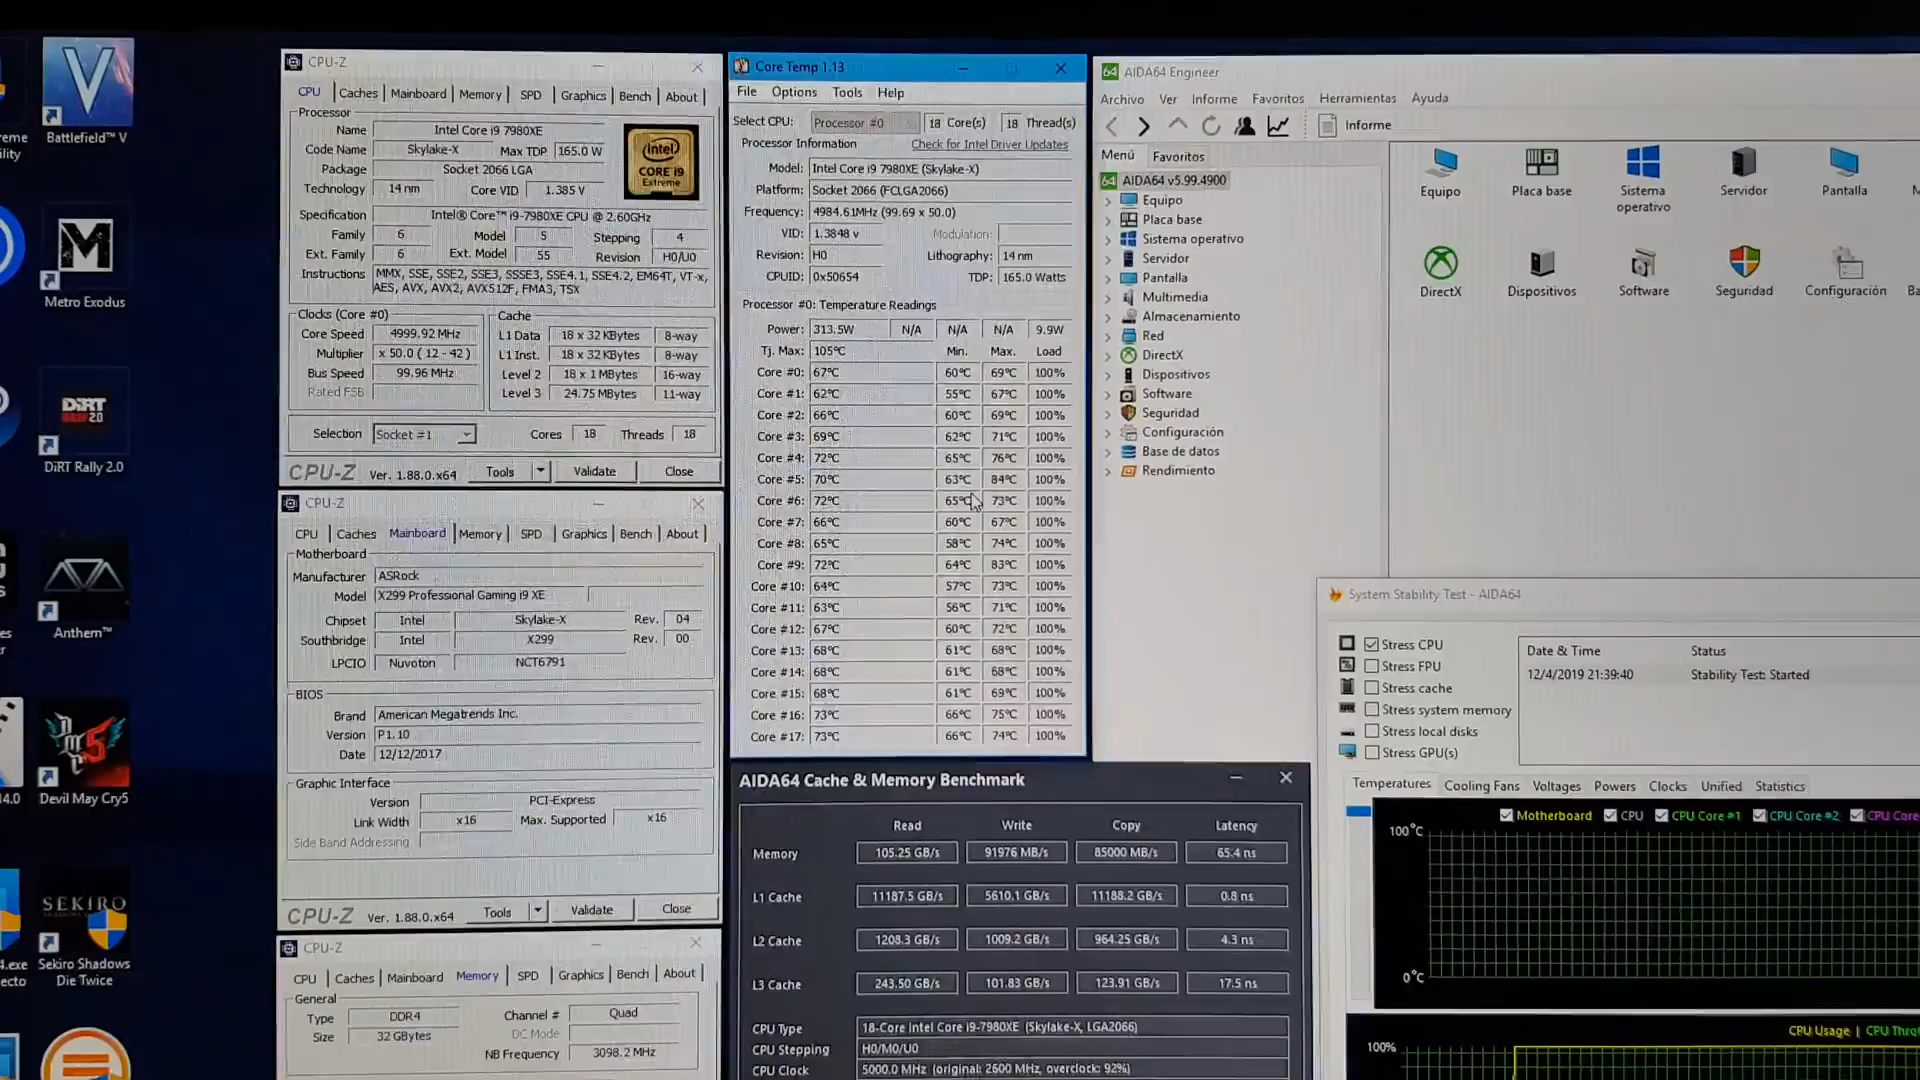 Battlefield™ V
Metro Exodus
DiRT Rally 2.0
Anthem™
Devil May Cry5
SEKIRO
Sekiro Shadows
Die Twice
CPU-Z
CPU Caches Mainboard Memory SPD Graphics Bench About
Processor
Name Intel Core i9 7980XE
Code Name Skylake-X Max TDP 165.0 W
Package Socket 2066 LGA
Technology 14 nm Core VID 1.385 V
(intel)
CORE i9
Extreme
Specification Intel® Core™ i9-7980XE CPU @ 2.60GHz
Family 6 Model 5 Stepping 4
Ext. Family 6 Ext. Model 55 Revision H0/U0
Instructions MMX, SSE, SSE2, SSE3, SSSE3, SSE4.1, SSE4.2, EM64T, VT-x,
AES, AVX, AVX2, AVX512F, FMA3, TSX
Clocks (Core #0)
Core Speed 4999.92 MHz
Multiplier x 50.0 ( 12 - 42 )
Bus Speed 99.96 MHz
Rated FSB
Cache
L1 Data 18 x 32 KBytes 8-way
L1 Inst. 18 x 32 KBytes 8-way
Level 2 18 x 1 MBytes 16-way
Level 3 24.75 MBytes 11-way
Selection Socket #1 Cores 18 Threads 18
CPU-Z Ver. 1.88.0.x64 Tools Validate Close
CPU-Z
CPU Caches Mainboard Memory SPD Graphics Bench About
Motherboard
Manufacturer ASRock
Model X299 Professional Gaming i9 XE
Chipset Intel Skylake-X Rev. 04
Southbridge Intel X299 Rev. 00
LPCIO Nuvoton NCT6791
BIOS
Brand American Megatrends Inc.
Version P1.10
Date 12/12/2017
Graphic Interface
Version PCI-Express
Link Width x16 Max. Supported x16
Side Band Addressing
CPU-Z Ver. 1.88.0.x64 Tools Validate Close
CPU-Z
CPU Caches Mainboard Memory SPD Graphics Bench About
General
Type DDR4 Channel # Quad
Size 32 GBytes DC Mode
NB Frequency 3098.2 MHz
Core Temp 1.13
File Options Tools Help
Select CPU: Processor #0 18 Core(s) 18 Thread(s)
Processor Information Check for Intel Driver Updates
Model: Intel Core i9 7980XE (Skylake-X)
Platform: Socket 2066 (FCLGA2066)
Frequency: 4984.61MHz (99.69 x 50.0)
VID: 1.3848 v Modulation:
Revision: H0 Lithography: 14 nm
CPUID: 0x50654 TDP: 165.0 Watts
Processor #0: Temperature Readings
Power: 313.5W N/A N/A N/A 9.9W
Tj. Max: 105°C Min. Max. Load
Core #0: 67°C 60°C 69°C 100%
Core #1: 62°C 55°C 67°C 100%
Core #2: 66°C 60°C 69°C 100%
Core #3: 69°C 62°C 71°C 100%
Core #4: 72°C 65°C 76°C 100%
Core #5: 70°C 63°C 84°C 100%
Core #6: 72°C 65°C 73°C 100%
Core #7: 66°C 60°C 67°C 100%
Core #8: 65°C 58°C 74°C 100%
Core #9: 72°C 64°C 83°C 100%
Core #10: 64°C 57°C 73°C 100%
Core #11: 63°C 56°C 71°C 100%
Core #12: 67°C 60°C 72°C 100%
Core #13: 68°C 61°C 68°C 100%
Core #14: 68°C 61°C 68°C 100%
Core #15: 68°C 61°C 69°C 100%
Core #16: 73°C 66°C 75°C 100%
Core #17: 73°C 66°C 74°C 100%
AIDA64 Cache & Memory Benchmark
Read Write Copy Latency
Memory 105.25 GB/s 91976 MB/s 85000 MB/s 65.4 ns
L1 Cache 11187.5 GB/s 5610.1 GB/s 11188.2 GB/s 0.8 ns
L2 Cache 1208.3 GB/s 1009.2 GB/s 964.25 GB/s 4.3 ns
L3 Cache 243.50 GB/s 101.83 GB/s 123.91 GB/s 17.5 ns
CPU Type 18-Core Intel Core i9-7980XE (Skylake-X, LGA2066)
CPU Stepping H0/M0/U0
CPU Clock 5000.0 MHz (original: 2600 MHz, overclock: 92%)
64 AIDA64 Engineer
Archivo Ver Informe Favoritos Herramientas Ayuda
Informe
Menú Favoritos
64 AIDA64 v5.99.4900
Equipo
Placa base
Sistema operativo
Servidor
Pantalla
Multimedia
Almacenamiento
Red
DirectX
Dispositivos
Software
Seguridad
Configuración
Base de datos
Rendimiento
Equipo Placa base Sistema operativo Servidor Pantalla
DirectX Dispositivos Software Seguridad Configuración
System Stability Test - AIDA64
Stress CPU
Stress FPU
Stress cache
Stress system memory
Stress local disks
Stress GPU(s)
Date & Time Status
12/4/2019 21:39:40 Stability Test: Started
Temperatures Cooling Fans Voltages Powers Clocks Unified Statistics
Motherboard CPU CPU Core #1 CPU Core #2 CPU Core
100°C
0°C
CPU Usage | CPU Thro
100%